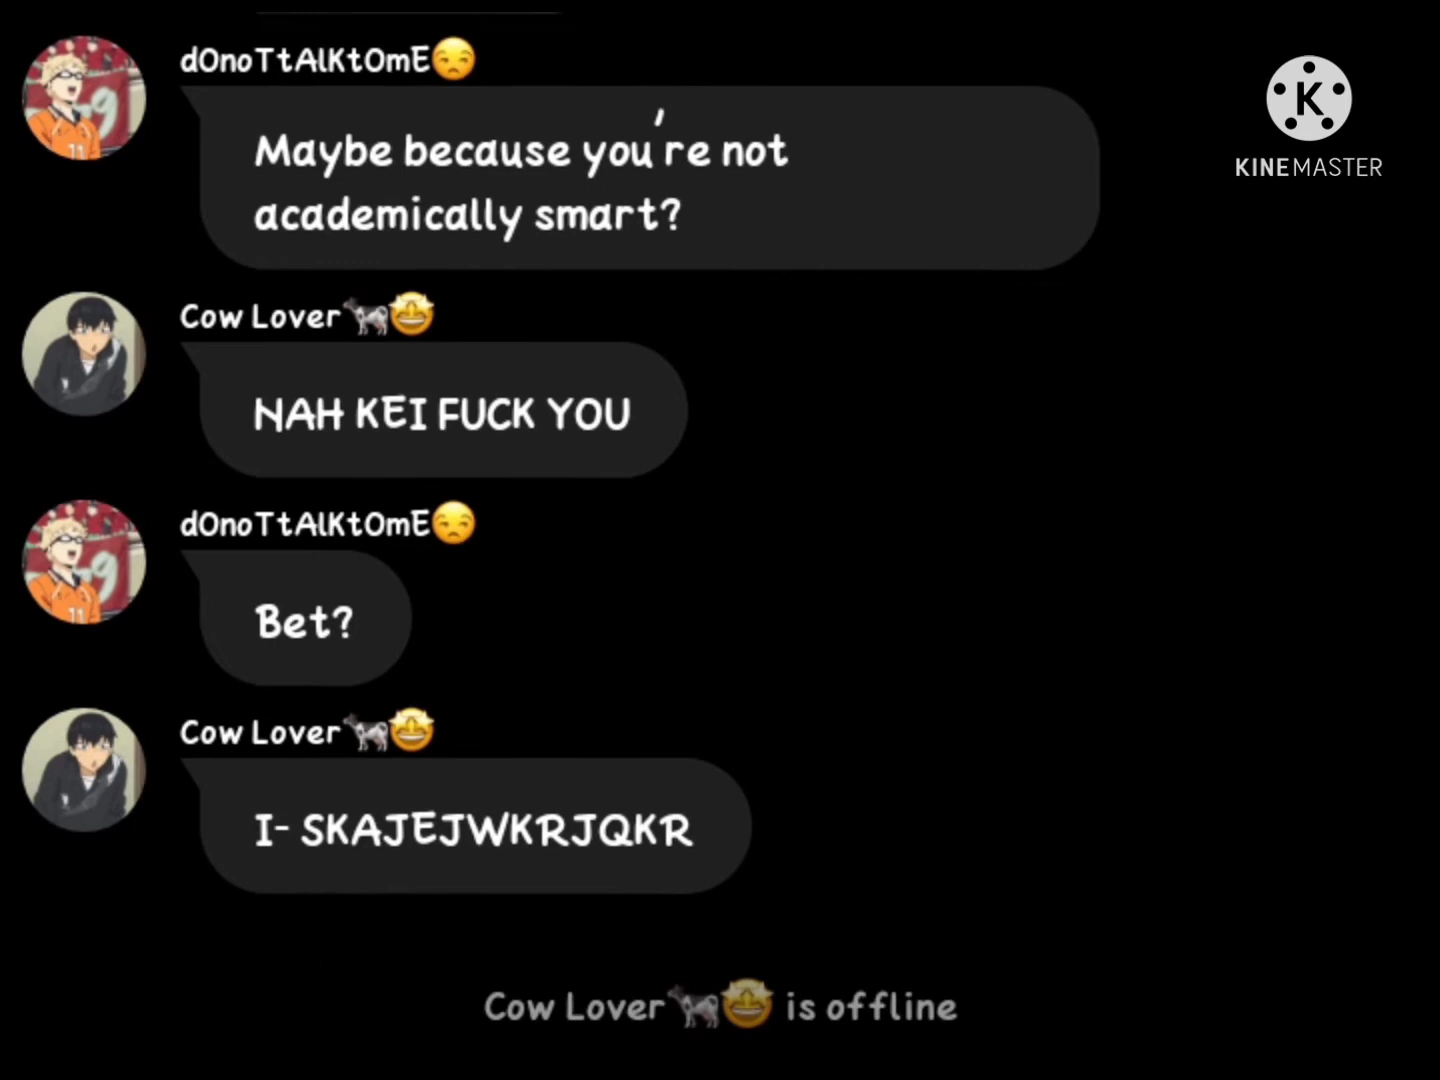 dOnoTtAlKtOmE😒
Maybe because you're not
academically smart?
K
KINEMASTER
Cow Lover🐄🤩
NAH KEI FUCK YOU
dOnoTtAlKtOmE😒
Bet?
Cow Lover🐄🤩
I- SKAJEJWKRJQKR
Cow Lover🐄🤩 is offline